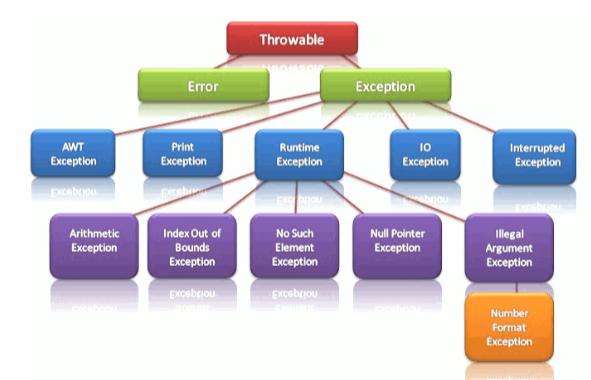 Throwable
Error
Exception
AWT
Exception
Print
Exception
Runtime
Exception
IO
Exception
Interrupted
Exception
Arithmetic
Exception
Index Out of
Bounds
Exception
No Such
Element
Exception
Null Pointer
Exception
Illegal
Argument
Exception
Number
Format
Exception